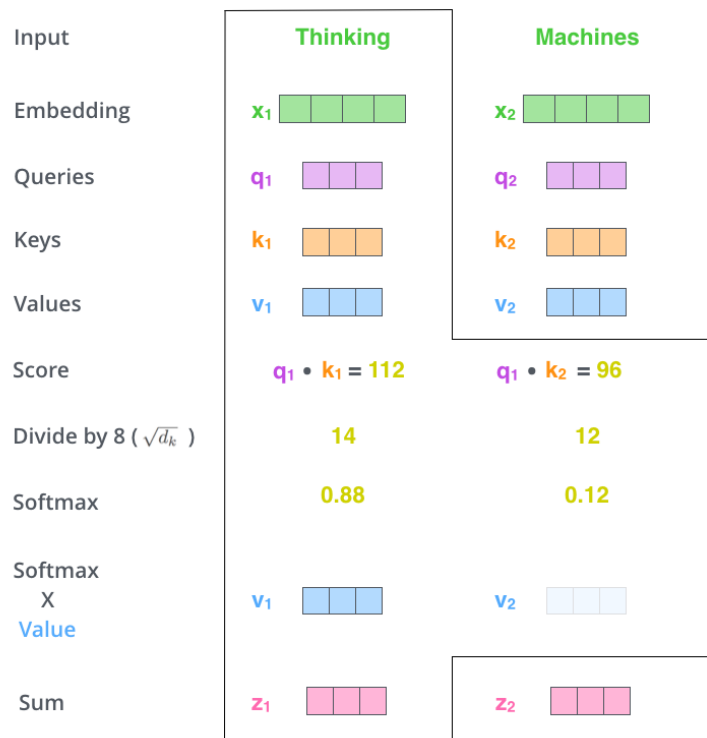 Input Thinking Machines
Embedding x₁ x₂
Queries q₁ q₂
Keys k₁ k₂
Values v₁ v₂
Score q₁ • k₁ = 112 q₁ • k₂ = 96
Divide by 8 ( √dₖ ) 14 12
Softmax 0.88 0.12
Softmax
X v₁ v₂
Value
Sum z₁ z₂